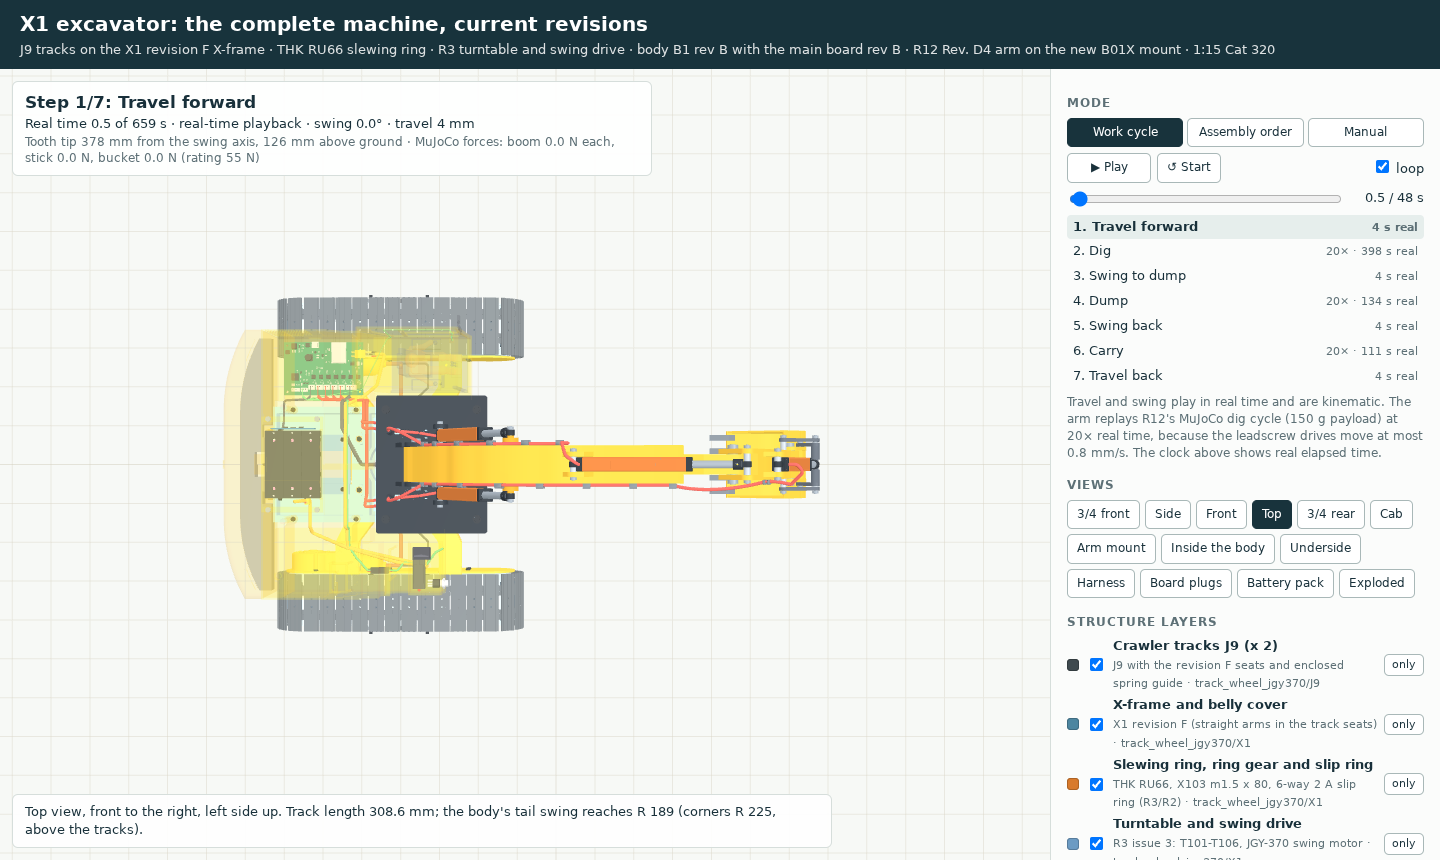 X1 excavator: the complete machine, current revisions
J9 tracks on the X1 revision F X-frame · THK RU66 slewing ring · R3 turntable and swing drive · body B1 rev B with the main board rev B · R12 Rev. D4 arm on the new B01X mount · 1:15 Cat 320
Step 1/7: Travel forward
Real time 0.5 of 659 s · real-time playback · swing 0.0° · travel 4 mm
Tooth tip 378 mm from the swing axis, 126 mm above ground · MuJoCo forces: boom 0.0 N each,
stick 0.0 N, bucket 0.0 N (rating 55 N)
Top view, front to the right, left side up. Track length 308.6 mm; the body's tail swing reaches R 189 (corners R 225,
above the tracks).
MODE
Work cycle
Assembly order
Manual
▶ Play
↺ Start
loop
0.5 / 48 s
1. Travel forward 4 s real
2. Dig 20× · 398 s real
3. Swing to dump 4 s real
4. Dump 20× · 134 s real
5. Swing back 4 s real
6. Carry 20× · 111 s real
7. Travel back 4 s real
Travel and swing play in real time and are kinematic. The
arm replays R12's MuJoCo dig cycle (150 g payload) at
20× real time, because the leadscrew drives move at most
0.8 mm/s. The clock above shows real elapsed time.
VIEWS
3/4 front
Side
Front
Top
3/4 rear
Cab
Arm mount
Inside the body
Underside
Harness
Board plugs
Battery pack
Exploded
STRUCTURE LAYERS
Crawler tracks J9 (x 2)
J9 with the revision F seats and enclosed
spring guide · track_wheel_jgy370/J9
only
X-frame and belly cover
X1 revision F (straight arms in the track seats)
· track_wheel_jgy370/X1
only
Slewing ring, ring gear and slip ring
THK RU66, X103 m1.5 x 80, 6-way 2 A slip
ring (R3/R2) · track_wheel_jgy370/X1
only
Turntable and swing drive
R3 issue 3: T101-T106, JGY-370 swing motor ·
only